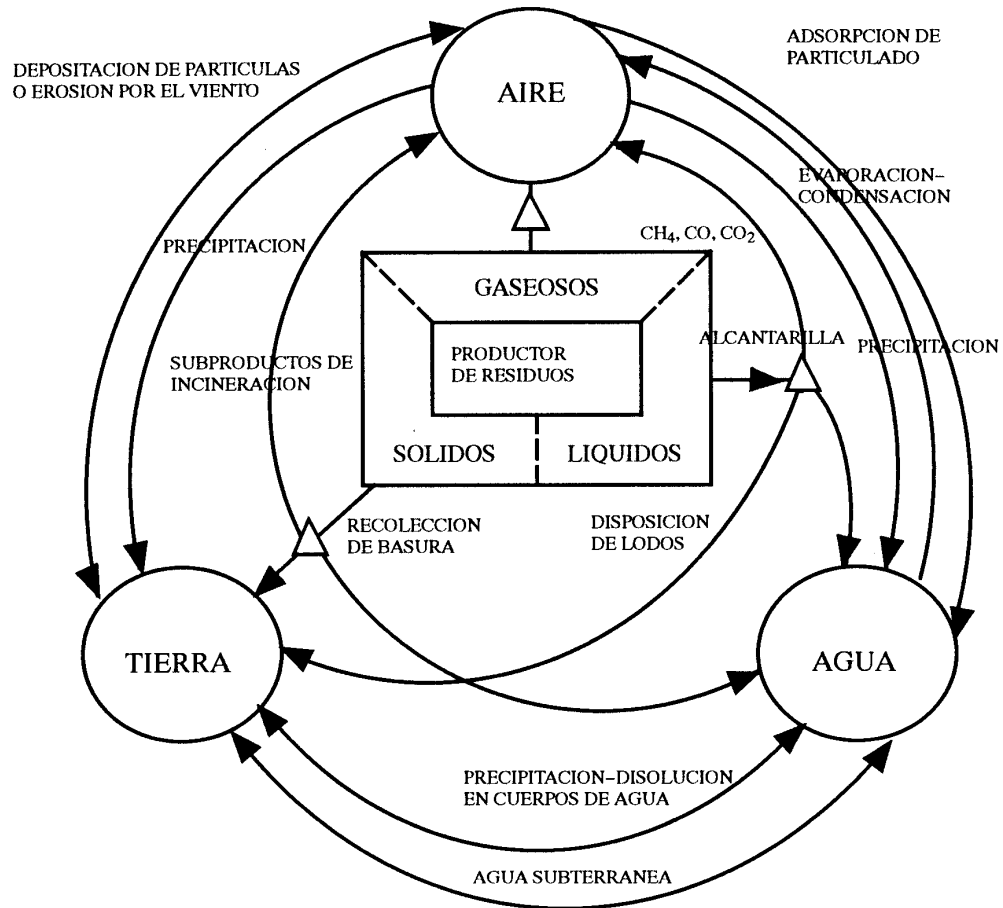 ADSORPCION DE
PARTICULADO
DEPOSITACION DE PARTICULAS
O EROSION POR EL VIENTO
AIRE
EVAPORACION–
CONDENSACION
PRECIPITACION
CH4, CO, CO2
GASEOSOS
ALCANTARILLA
PRECIPITACION
SUBPRODUCTOS DE
INCINERACION
PRODUCTOR
DE RESIDUOS
SOLIDOS
LIQUIDOS
RECOLECCION
DE BASURA
DISPOSICION
DE LODOS
TIERRA
AGUA
PRECIPITACION–DISOLUCION
EN CUERPOS DE AGUA
AGUA SUBTERRANEA